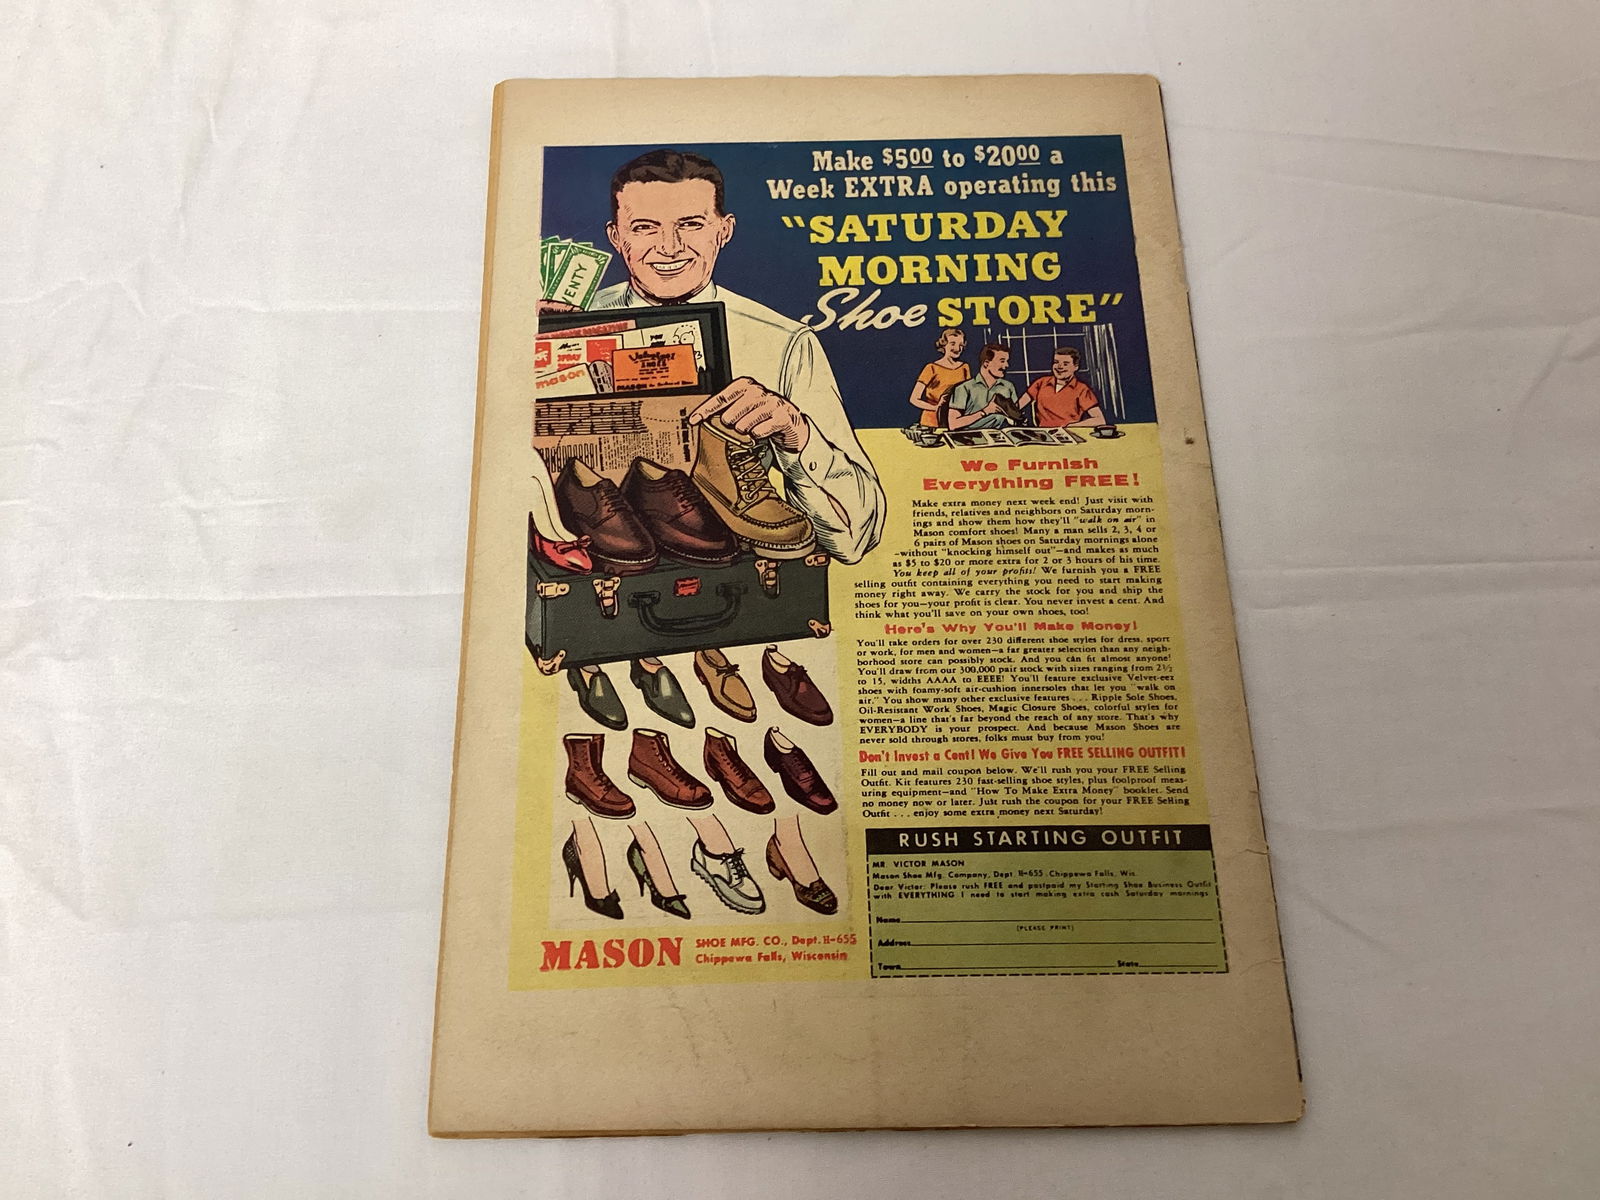 Make $5.00 to $20.00 a
Week EXTRA operating this
"SATURDAY
MORNING
Shoe STORE"
ENTY
mason
Velvet-eez
SHOES
MASON
We Furnish
Everything FREE!
Make extra money next week end! Just visit with
friends, relatives and neighbors on Saturday morn-
ings and show them how they'll "walk on air" in
Mason comfort shoes! Many a man sells 2, 3, 4 or
6 pairs of Mason shoes on Saturday mornings alone
—without "knocking himself out"—and makes as much
as $5 to $20 or more extra for 2 or 3 hours of his time.
You keep all of your profits! We furnish you a FREE
selling outfit containing everything you need to start making
money right away. We carry the stock for you and ship the
shoes for you—your profit is clear. You never invest a cent. And
think what you'll save on your own shoes, too!
Here's Why You'll Make Money!
You'll take orders for over 230 different shoe styles for dress, sport
or work, for men and women—a far greater selection than any neigh-
borhood store can possibly stock. And you can fit almost anyone!
You'll draw from our 300,000 pair stock with sizes ranging from 2½
to 15, widths AAAA to EEEE! You'll feature exclusive Velvet-eez
shoes with foamy-soft air-cushion innersoles that let you "walk on
air." You show many other exclusive features . . . Ripple Sole Shoes,
Oil-Resistant Work Shoes, Magic Closure Shoes, colorful styles for
women—a line that's far beyond the reach of any store. That's why
EVERYBODY is your prospect. And because Mason Shoes are
never sold through stores, folks must buy from you!
Don't Invest a Cent! We Give You FREE SELLING OUTFIT!
Fill out and mail coupon below. We'll rush you your FREE Selling
Outfit. Kit features 230 fast-selling shoe styles, plus foolproof meas-
uring equipment—and "How To Make Extra Money" booklet. Send
no money now or later. Just rush the coupon for your FREE Selling
Outfit . . . enjoy some extra money next Saturday!
RUSH STARTING OUTFIT
MR. VICTOR MASON
Mason Shoe Mfg. Company, Dept. H-655 Chippewa Falls, Wis.
Dear Victor: Please rush FREE and postpaid my Starting Shoe Business Outfit
with EVERYTHING I need to start making extra cash Saturday mornings
Name
(PLEASE PRINT)
Address
Town State
MASON SHOE MFG. CO., Dept. H-655
Chippewa Falls, Wisconsin